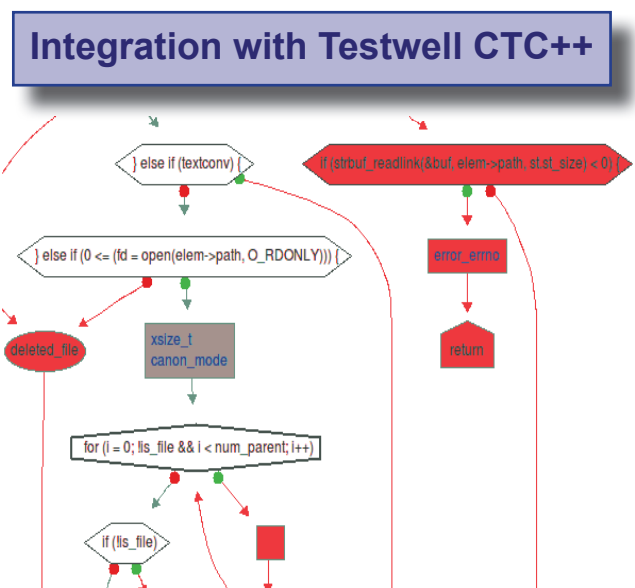 Integration with Testwell CTC++
} else if (textconv) {
if (strbuf_readlink(&buf, elem->path, st.st_size) < 0) {
} else if (0 <= (fd = open(elem->path, O_RDONLY))) {
error_errno
deleted_file
xsize_t
canon_mode
return
for (i = 0; !is_file && i < num_parent; i++)
if (!is_file)